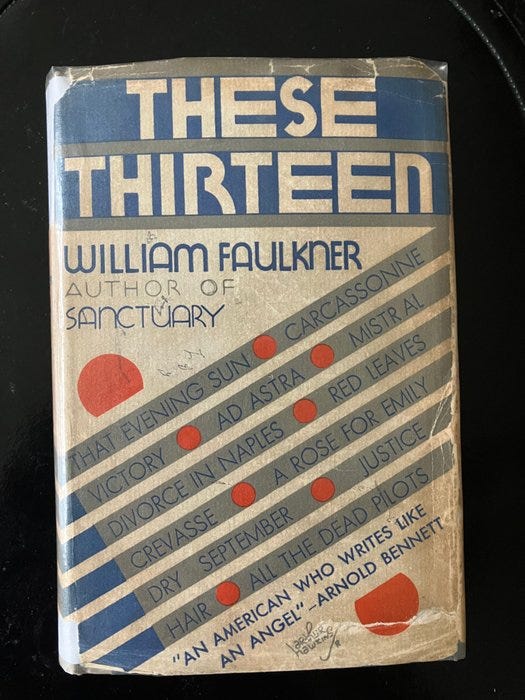 THESE
THIRTEEN
WILLIAM FAULKNER
AUTHOR OF
SANCTUARY
THAT EVENING SUN CARCASSONNE
VICTORY AD ASTRA MISTRAL
DIVORCE IN NAPLES RED LEAVES
CREVASSE A ROSE FOR EMILY
DRY SEPTEMBER JUSTICE
HAIR ALL THE DEAD PILOTS
"AN AMERICAN WHO WRITES LIKE
AN ANGEL" —ARNOLD BENNETT
HAWKINS